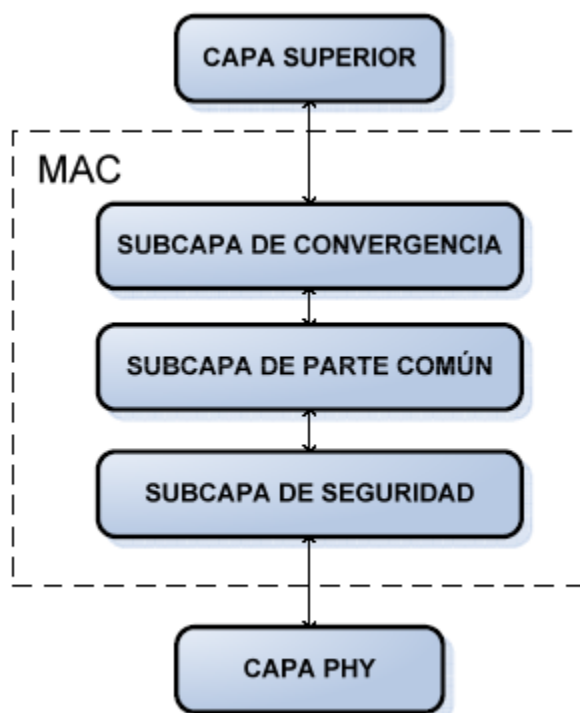 CAPA SUPERIOR
MAC
SUBCAPA DE CONVERGENCIA
SUBCAPA DE PARTE COMÚN
SUBCAPA DE SEGURIDAD
CAPA PHY